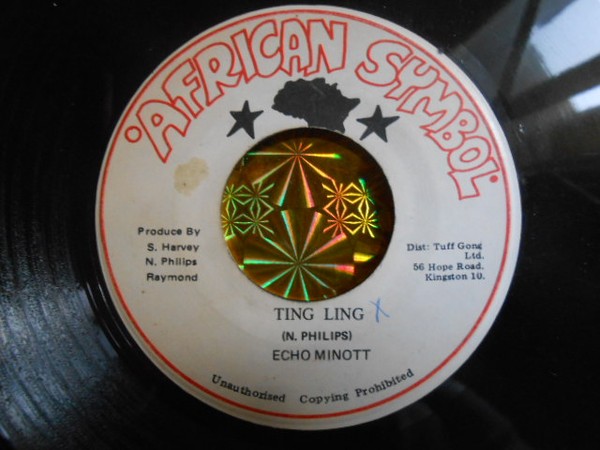 AFRICAN SYMBOL
Produce By
S. Harvey
N. Philips
Raymond
Dist: Tuff Gong
Ltd.
56 Hope Road.
Kingston 10.
TING LING X
(N. PHILIPS)
ECHO MINOTT
Unauthorised Copying Prohibited